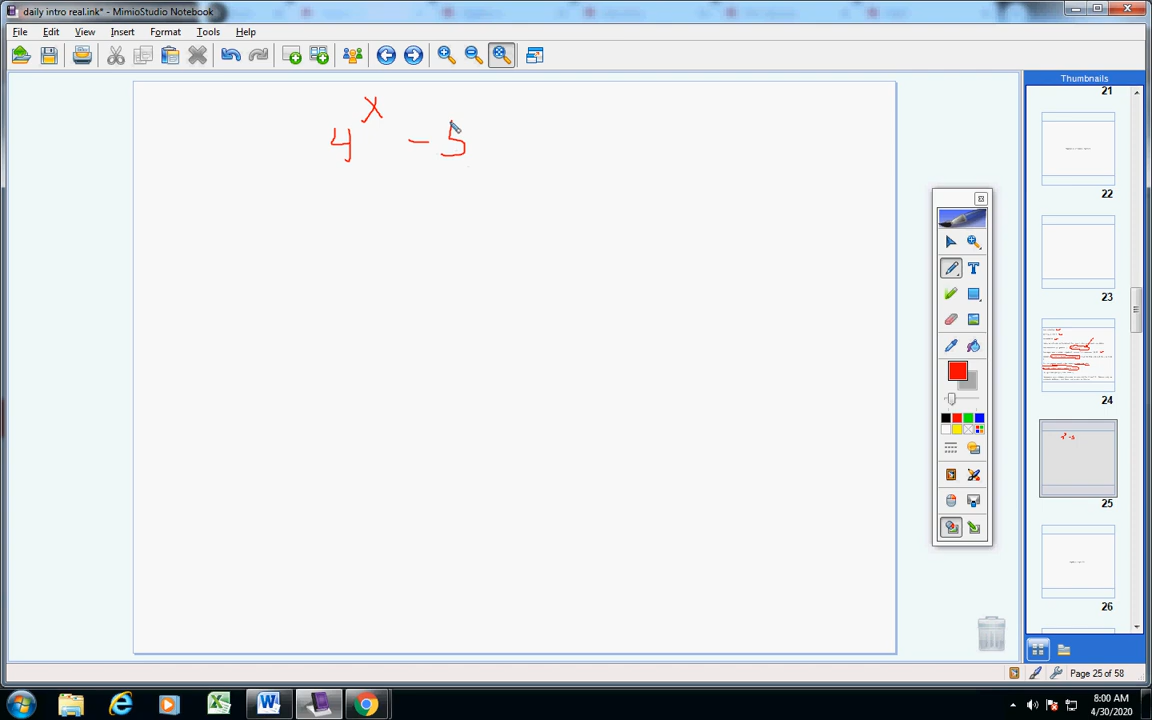 daily intro real.ink* - MimioStudio Notebook
File Edit View Insert Format Tools Help
4^x - 5
Thumbnails
21
22
23
24
25
26
Page 25 of 58
8:00 AM
4/30/2020